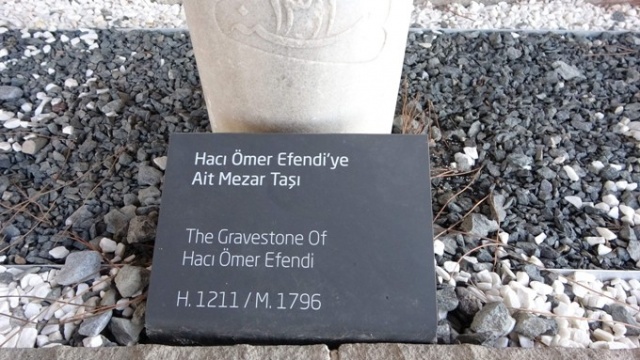 Hacı Ömer Efendi'ye
Ait Mezar Taşı
The Gravestone Of
Hacı Ömer Efendi
H. 1211 / M. 1796